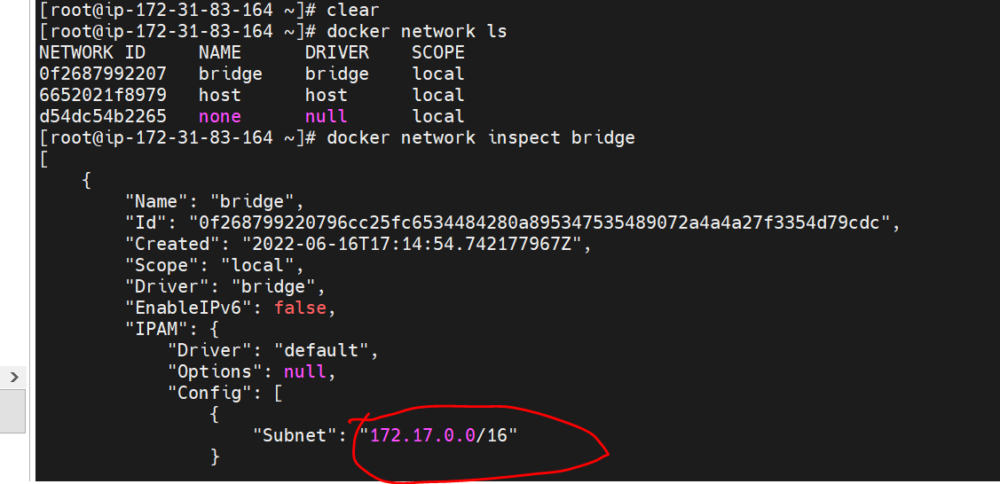 [root@ip-172-31-83-164 ~]# clear
[root@ip-172-31-83-164 ~]# docker network ls
NETWORK ID     NAME      DRIVER    SCOPE
0f2687992207   bridge    bridge    local
6652021f8979   host      host      local
d54dc54b2265   none      null      local
[root@ip-172-31-83-164 ~]# docker network inspect bridge
[
    {
        "Name": "bridge",
        "Id": "0f268799220796cc25fc6534484280a895347535489072a4a4a27f3354d79cdc",
        "Created": "2022-06-16T17:14:54.742177967Z",
        "Scope": "local",
        "Driver": "bridge",
        "EnableIPv6": false,
        "IPAM": {
            "Driver": "default",
            "Options": null,
            "Config": [
                {
                    "Subnet": "172.17.0.0/16"
                }